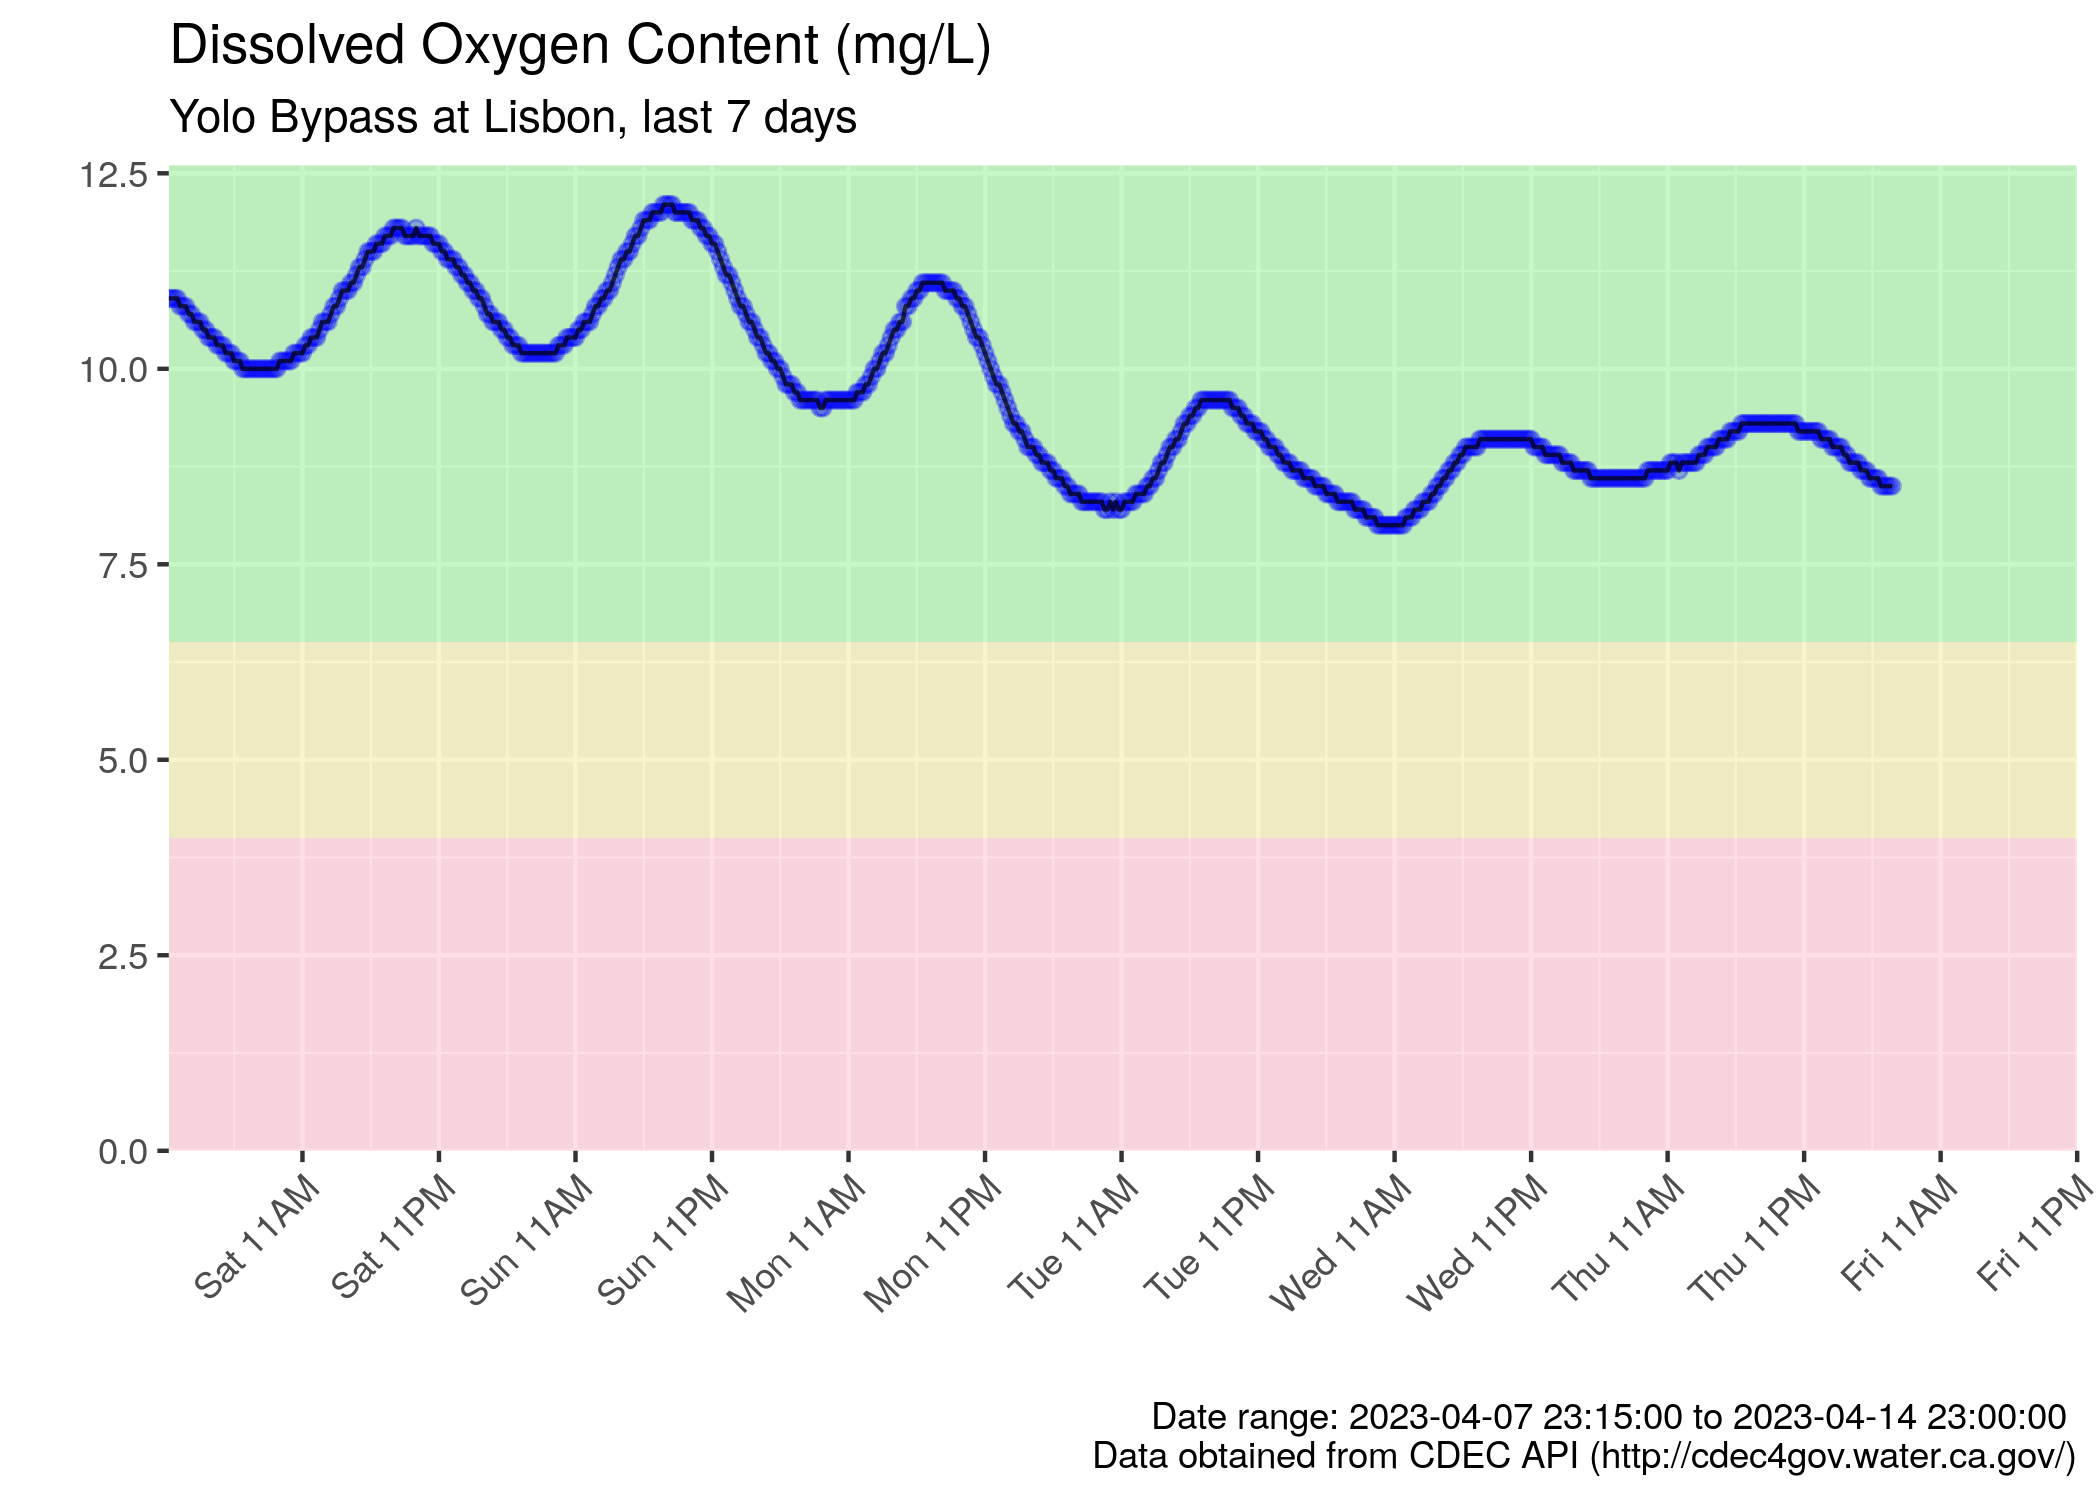 Dissolved Oxygen Content (mg/L)
Yolo Bypass at Lisbon, last 7 days
12.5
10.0
7.5
5.0
2.5
0.0
Sat 11AM
Sat 11PM
Sun 11AM
Sun 11PM
Mon 11AM
Mon 11PM
Tue 11AM
Tue 11PM
Wed 11AM
Wed 11PM
Thu 11AM
Thu 11PM
Fri 11AM
Fri 11PM
Date range: 2023-04-07 23:15:00 to 2023-04-14 23:00:00
Data obtained from CDEC API (http://cdec4gov.water.ca.gov/)